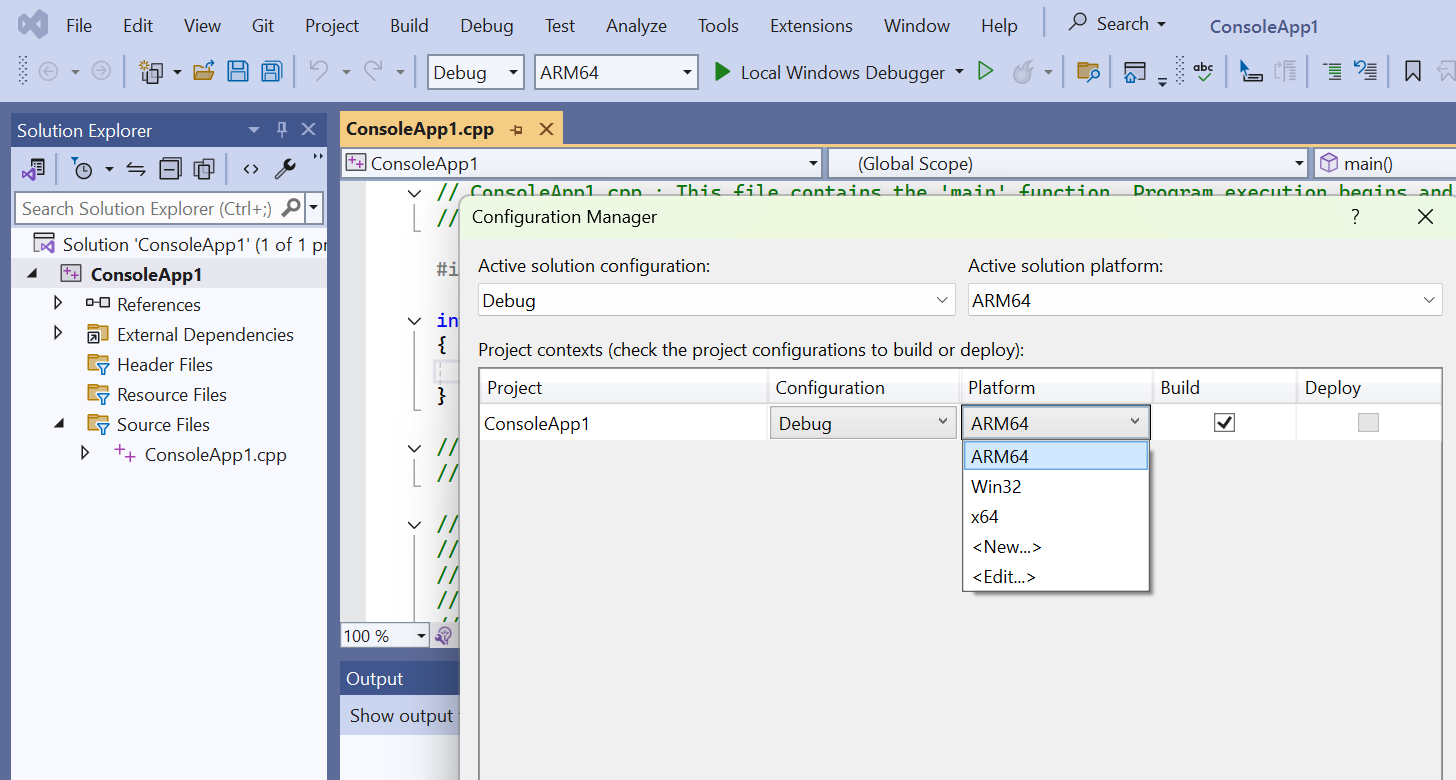 File Edit View Git Project Build Debug Test Analyze Tools Extensions Window Help Search ConsoleApp1
Debug ARM64 Local Windows Debugger abc
Solution Explorer
Search Solution Explorer (Ctrl+;)
Solution 'ConsoleApp1' (1 of 1 pr
ConsoleApp1
References
External Dependencies
Header Files
Resource Files
Source Files
ConsoleApp1.cpp
ConsoleApp1.cpp
ConsoleApp1 (Global Scope) main()
// ConsoleApp1.cpp : This file contains the 'main' function. Program execution begins and
//
#i
in
{
}
//
//
//
//
//
//
//
100 %
Output
Show output
Configuration Manager ?
Active solution configuration:
Debug
Active solution platform:
ARM64
Project contexts (check the project configurations to build or deploy):
Project Configuration Platform Build Deploy
ConsoleApp1 Debug ARM64
ARM64
Win32
x64
<New...>
<Edit...>